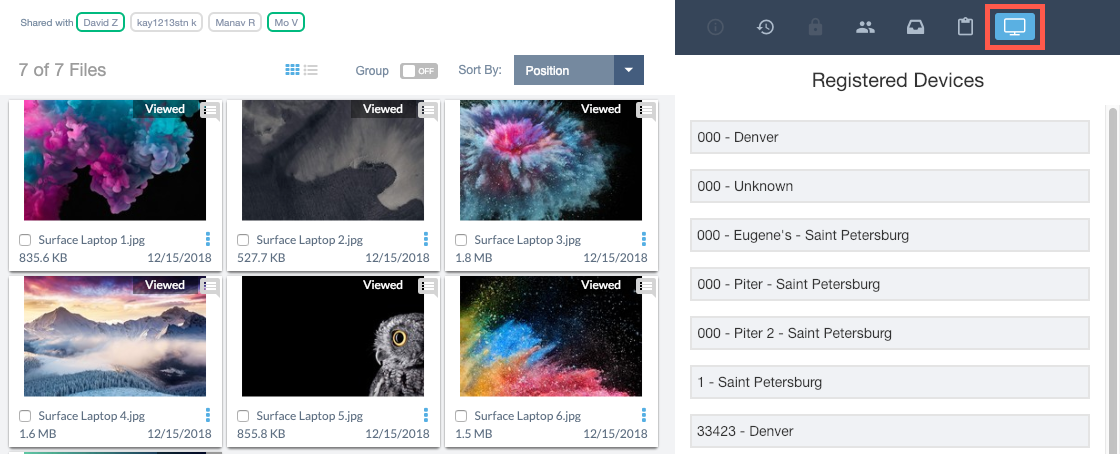 Shared with David Z kay1213stn k Manav R Mo V
7 of 7 Files
Group OFF Sort By: Position
Viewed
Surface Laptop 1.jpg
835.6 KB 12/15/2018
Viewed
Surface Laptop 2.jpg
527.7 KB 12/15/2018
Viewed
Surface Laptop 3.jpg
1.8 MB 12/15/2018
Viewed
Surface Laptop 4.jpg
1.6 MB 12/15/2018
Viewed
Surface Laptop 5.jpg
855.8 KB 12/15/2018
Viewed
Surface Laptop 6.jpg
1.5 MB 12/15/2018
Registered Devices
000 - Denver
000 - Unknown
000 - Eugene's - Saint Petersburg
000 - Piter - Saint Petersburg
000 - Piter 2 - Saint Petersburg
1 - Saint Petersburg
33423 - Denver